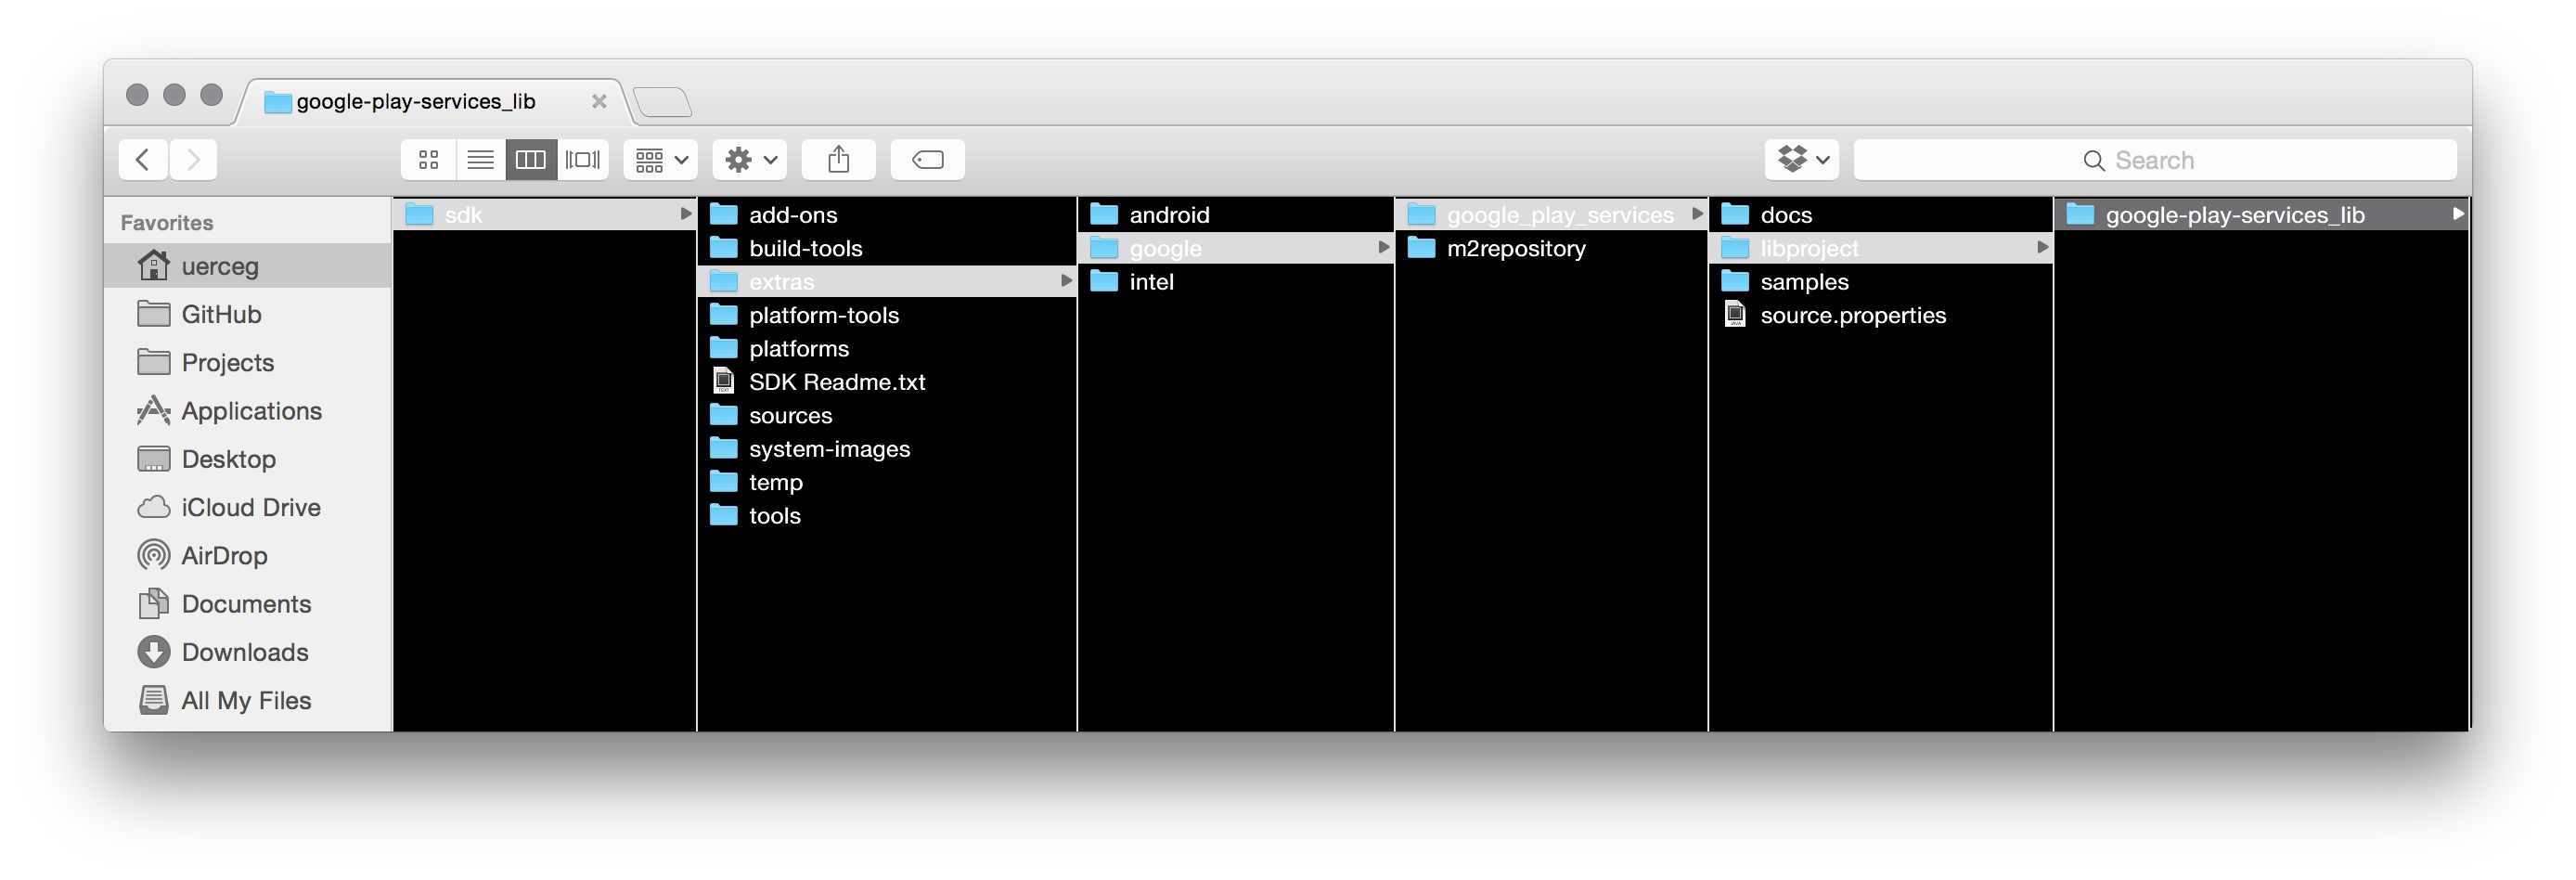 google-play-services_lib
Search
Favorites
uerceg
GitHub
Projects
Applications
Desktop
iCloud Drive
AirDrop
Documents
Downloads
All My Files
sdk
add-ons
build-tools
extras
platform-tools
platforms
SDK Readme.txt
sources
system-images
temp
tools
android
google
intel
google_play_services
m2repository
docs
libproject
samples
source.properties
google-play-services_lib